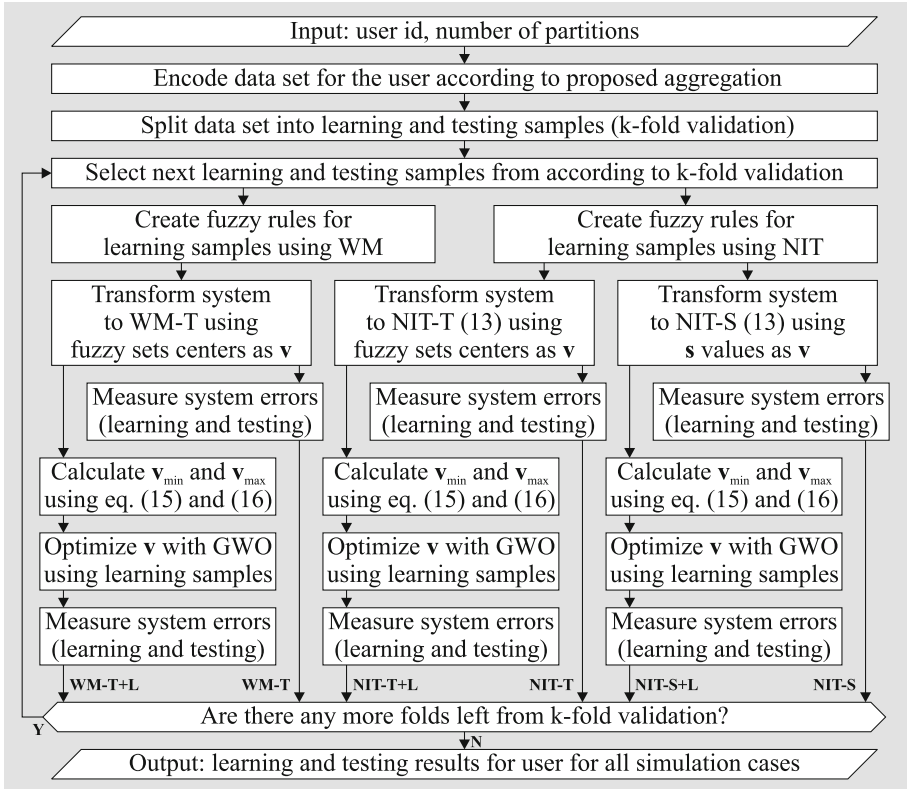 Input: user id, number of partitions
Encode data set for the user according to proposed aggregation
Split data set into learning and testing samples (k-fold validation)
Select next learning and testing samples from according to k-fold validation
Create fuzzy rules for
learning samples using WM
Create fuzzy rules for
learning samples using NIT
Transform system
to WM-T using
fuzzy sets centers as v
Transform system
to NIT-T (13) using
fuzzy sets centers as v
Transform system
to NIT-S (13) using
s values as v
Measure system errors
(learning and testing)
Measure system errors
(learning and testing)
Measure system errors
(learning and testing)
Calculate vmin and vmax
using eq. (15) and (16)
Calculate vmin and vmax
using eq. (15) and (16)
Calculate vmin and vmax
using eq. (15) and (16)
Optimize v with GWO
using learning samples
Optimize v with GWO
using learning samples
Optimize v with GWO
using learning samples
Measure system errors
(learning and testing)
Measure system errors
(learning and testing)
Measure system errors
(learning and testing)
WM-T+L
WM-T
NIT-T+L
NIT-T
NIT-S+L
NIT-S
Are there any more folds left from k-fold validation?
Y
N
Output: learning and testing results for user for all simulation cases